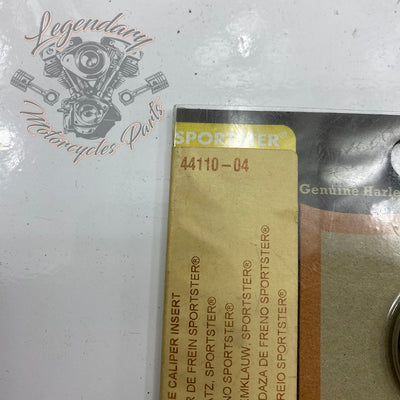 Legendary
Motorcycles Parts
SPORTSTER®
44110-04
Genuine Harle
E CALIPER INSERT
R DE FREIN SPORTSTER®
ATZ, SPORTSTER®
NO SPORTSTER®
EMKLAUW, SPORTSTER®
DAZA DE FRENO SPORTSTER®
REIO SPORTSTER®